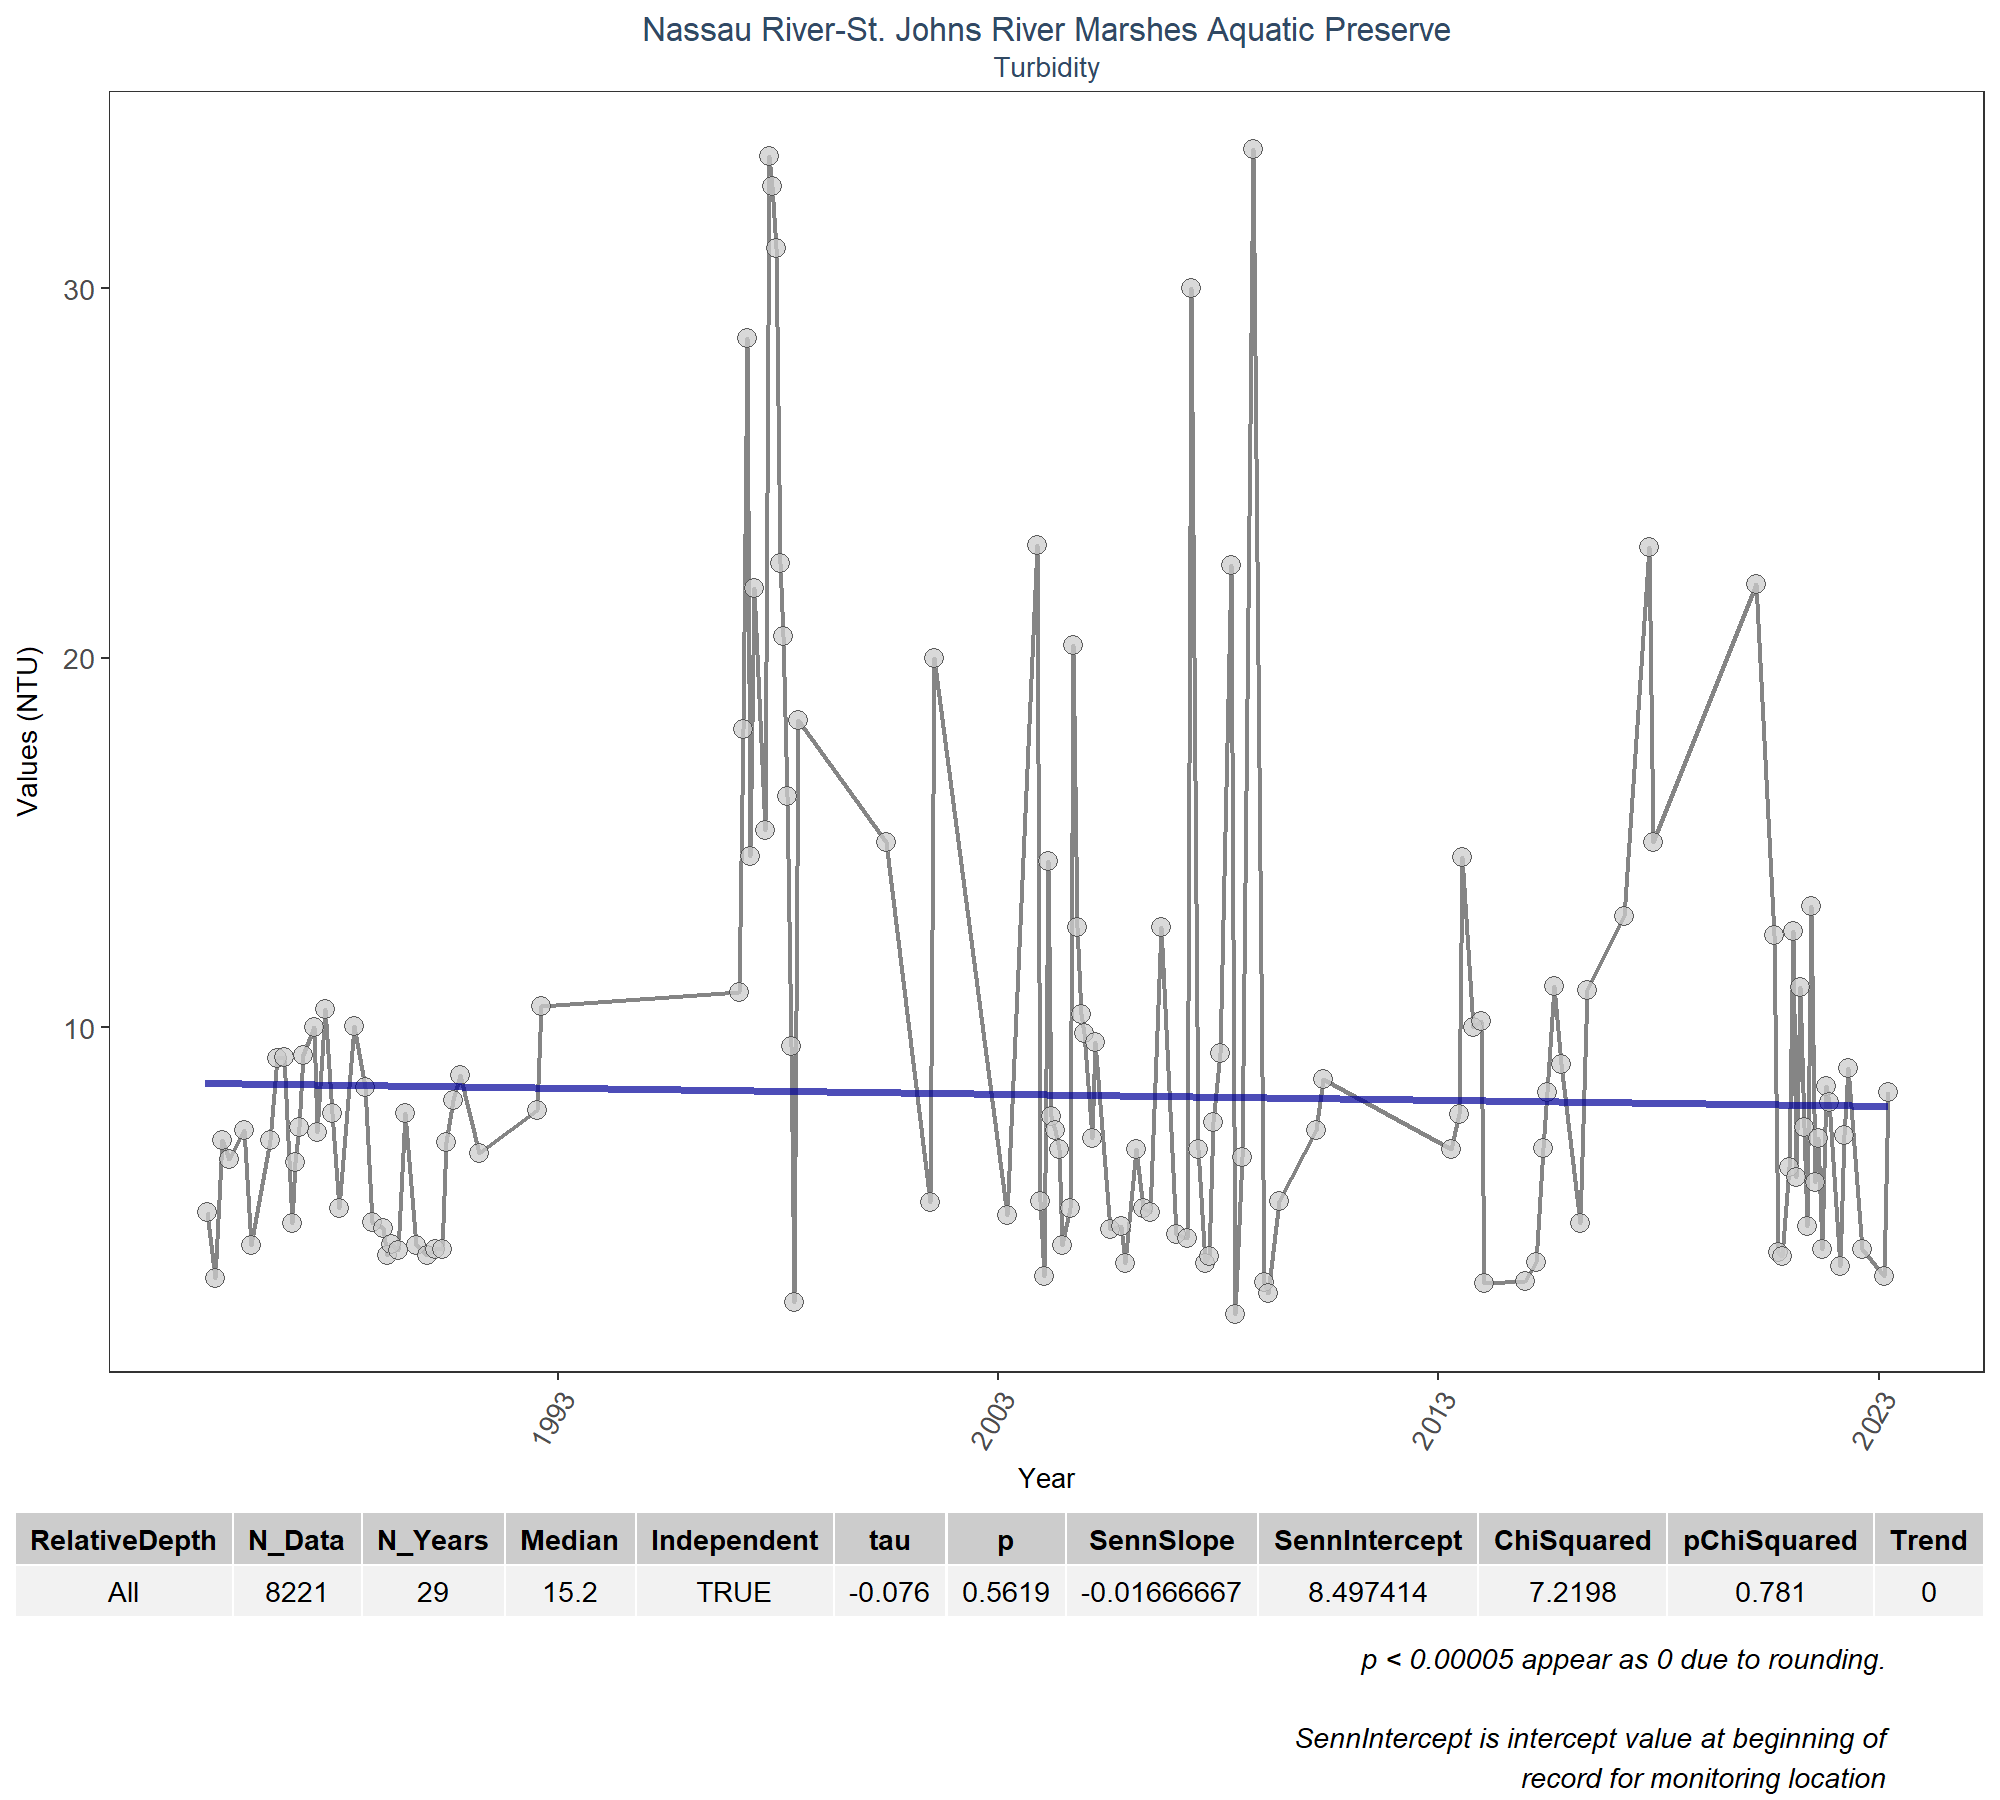 Nassau River-St. Johns River Marshes Aquatic Preserve
Turbidity
Values (NTU)
30
20
10
1993 2003 2013 2023
Year
RelativeDepth N_Data N_Years Median Independent tau p SennSlope SennIntercept ChiSquared pChiSquared Trend
All 8221 29 15.2 TRUE -0.076 0.5619 -0.01666667 8.497414 7.2198 0.781 0
p < 0.00005 appear as 0 due to rounding.
SennIntercept is intercept value at beginning of
record for monitoring location